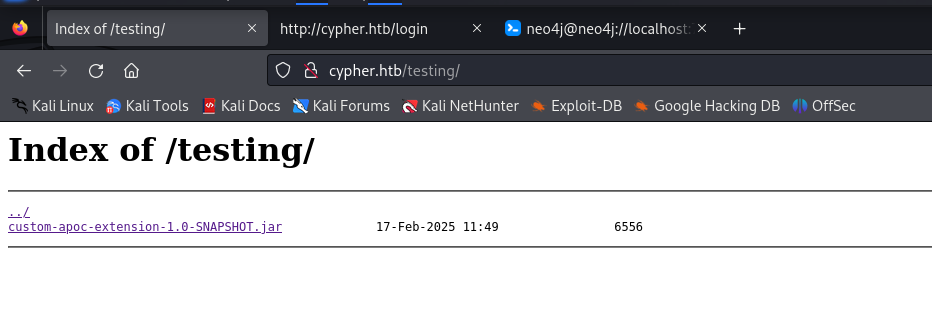 Index of /testing/
http://cypher.htb/login
neo4j@neo4j://localhost:
cypher.htb/testing/
Kali Linux Kali Tools Kali Docs Kali Forums Kali NetHunter Exploit-DB Google Hacking DB OffSec
Index of /testing/
../
custom-apoc-extension-1.0-SNAPSHOT.jar 17-Feb-2025 11:49 6556